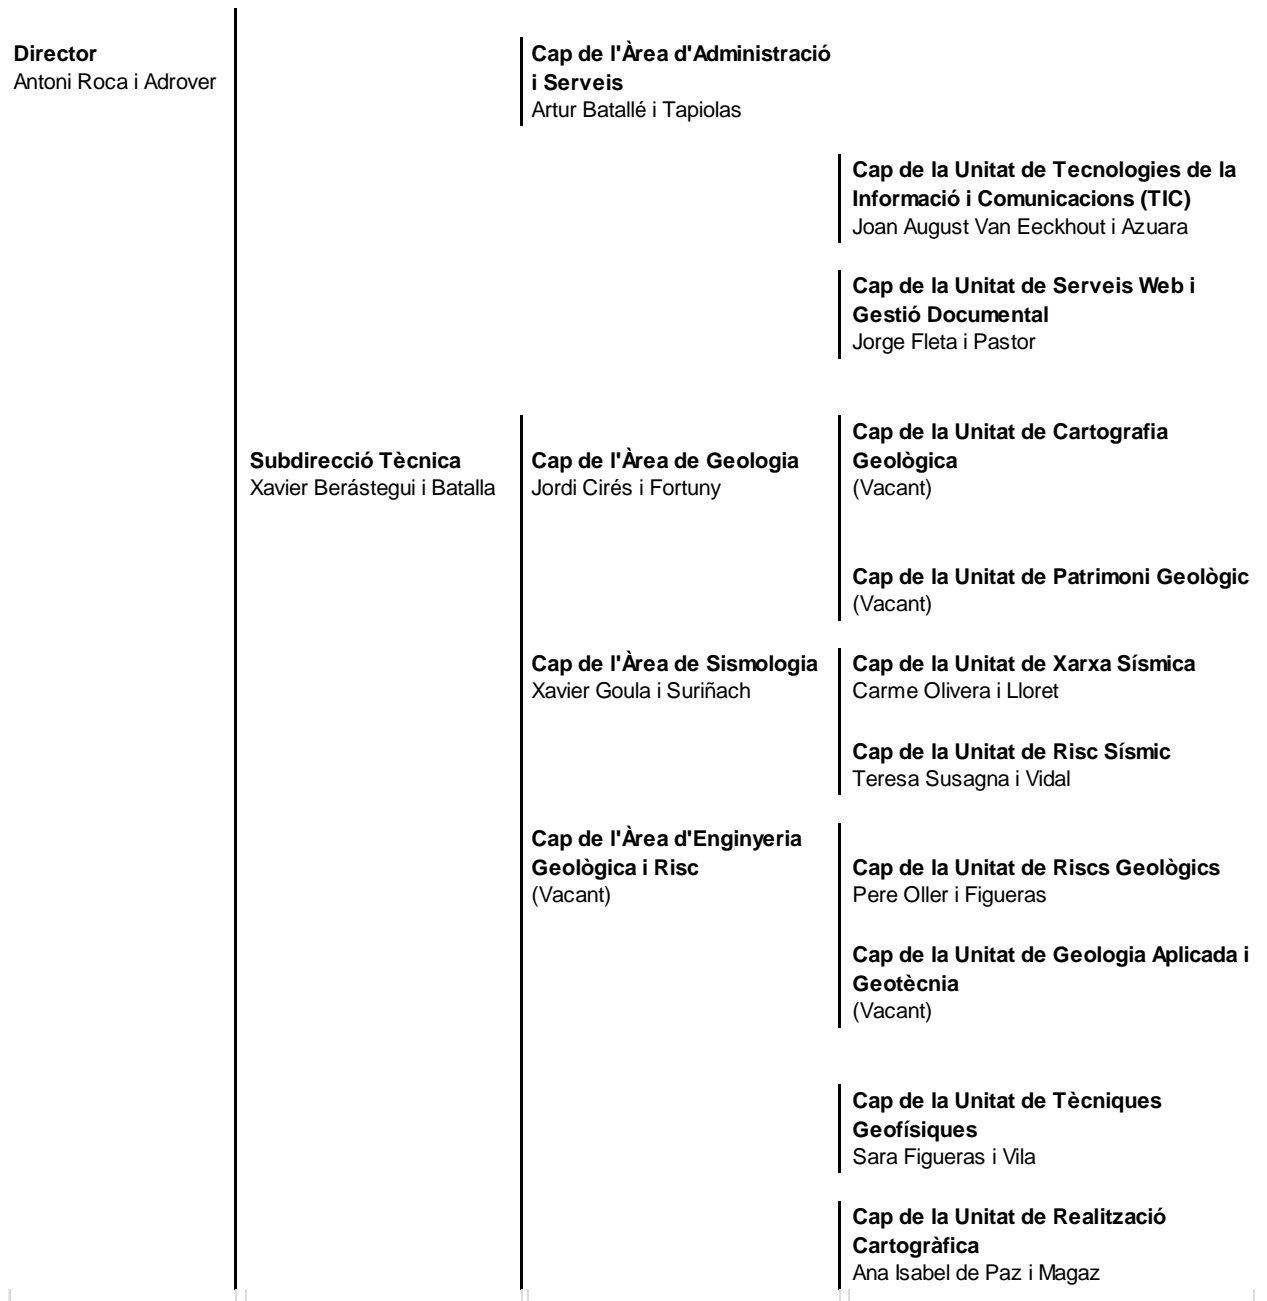 Director
Antoni Roca i Adrover
Cap de l'Àrea d'Administració
i Serveis
Artur Batallé i Tapiolas
Cap de la Unitat de Tecnologies de la
Informació i Comunicacions (TIC)
Joan August Van Eeckhout i Azuara
Cap de la Unitat de Serveis Web i
Gestió Documental
Jorge Fleta i Pastor
Subdirecció Tècnica
Xavier Berástegui i Batalla
Cap de l'Àrea de Geologia
Jordi Cirés i Fortuny
Cap de la Unitat de Cartografia
Geològica
(Vacant)
Cap de la Unitat de Patrimoni Geològic
(Vacant)
Cap de l'Àrea de Sismologia
Xavier Goula i Suriñach
Cap de la Unitat de Xarxa Sísmica
Carme Olivera i Lloret
Cap de la Unitat de Risc Sísmic
Teresa Susagna i Vidal
Cap de l'Àrea d'Enginyeria
Geològica i Risc
(Vacant)
Cap de la Unitat de Riscs Geològics
Pere Oller i Figueras
Cap de la Unitat de Geologia Aplicada i
Geotècnia
(Vacant)
Cap de la Unitat de Tècniques
Geofísiques
Sara Figueras i Vila
Cap de la Unitat de Realització
Cartogràfica
Ana Isabel de Paz i Magaz